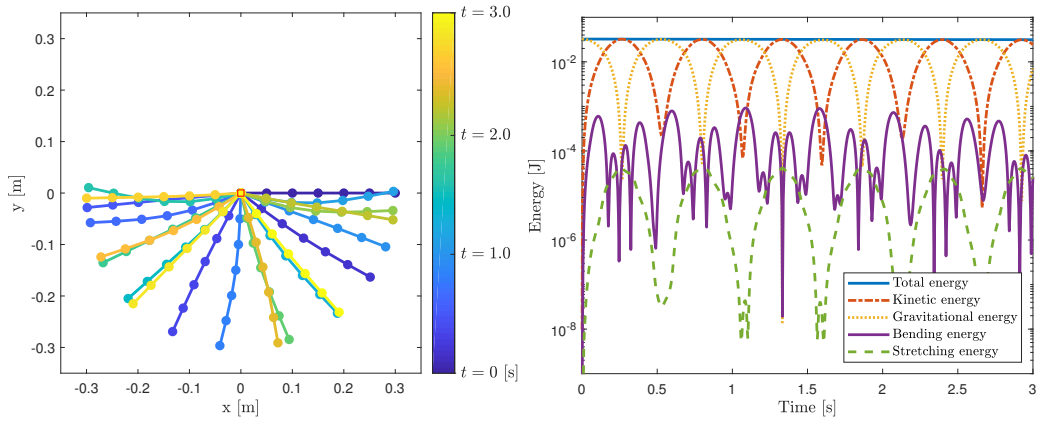 0.3
0.2
0.1
0
-0.1
-0.2
-0.3
y [m]
-0.3 -0.2 -0.1 0 0.1 0.2 0.3
x [m]
t = 3.0
t = 2.0
t = 1.0
t = 0 [s]
10^-2
10^-4
10^-6
10^-8
Energy [J]
Total energy
Kinetic energy
Gravitational energy
Bending energy
Stretching energy
0 0.5 1 1.5 2 2.5 3
Time [s]